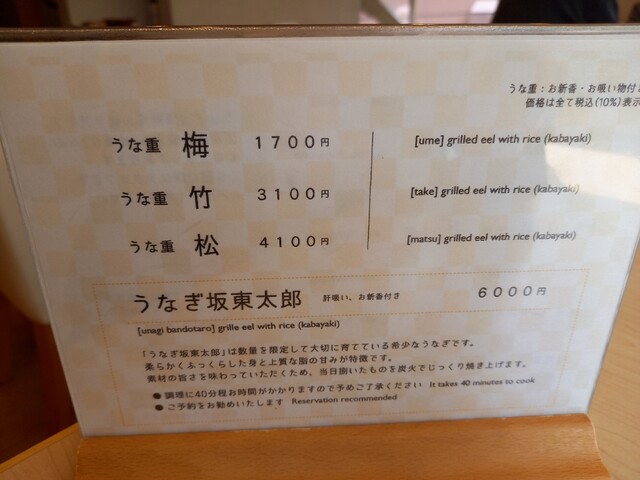 うな重：お新香・お吸い物付き
価格は全て税込(10%)表示
うな重 梅 1700円 [ume] grilled eel with rice (kabayaki)
うな重 竹 3100円 [take] grilled eel with rice (kabayaki)
うな重 松 4100円 [matsu] grilled eel with rice (kabayaki)
うなぎ坂東太郎 肝吸い、お新香付き 6000円
[unagi bandotaro] grille eel with rice (kabayaki)
「うなぎ坂東太郎」は数量を限定して大切に育てている希少なうなぎです。
柔らかくふっくらした身と上質な脂の甘みが特徴です。
素材の旨さを味わっていただくため、当日捌いたものを炭火でじっくり焼き上げます。
● 調理に40分程お時間がかかりますので予めご了承ください It takes 40 minutes to cook
● ご予約をお勧めいたします Reservation recommended